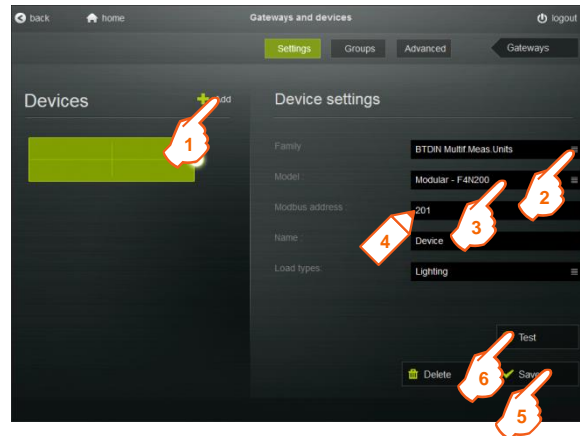 back
home
Gateways and devices
logout
Settings
Groups
Advanced
Gateways
Devices
Add
Device settings
1
Family
BTDIN Multif.Meas.Units
Model :
Modular - F4N200
2
Modbus address :
201
3
4
Name :
Device
Load types:
Lighting
Test
Delete
6
Save
5